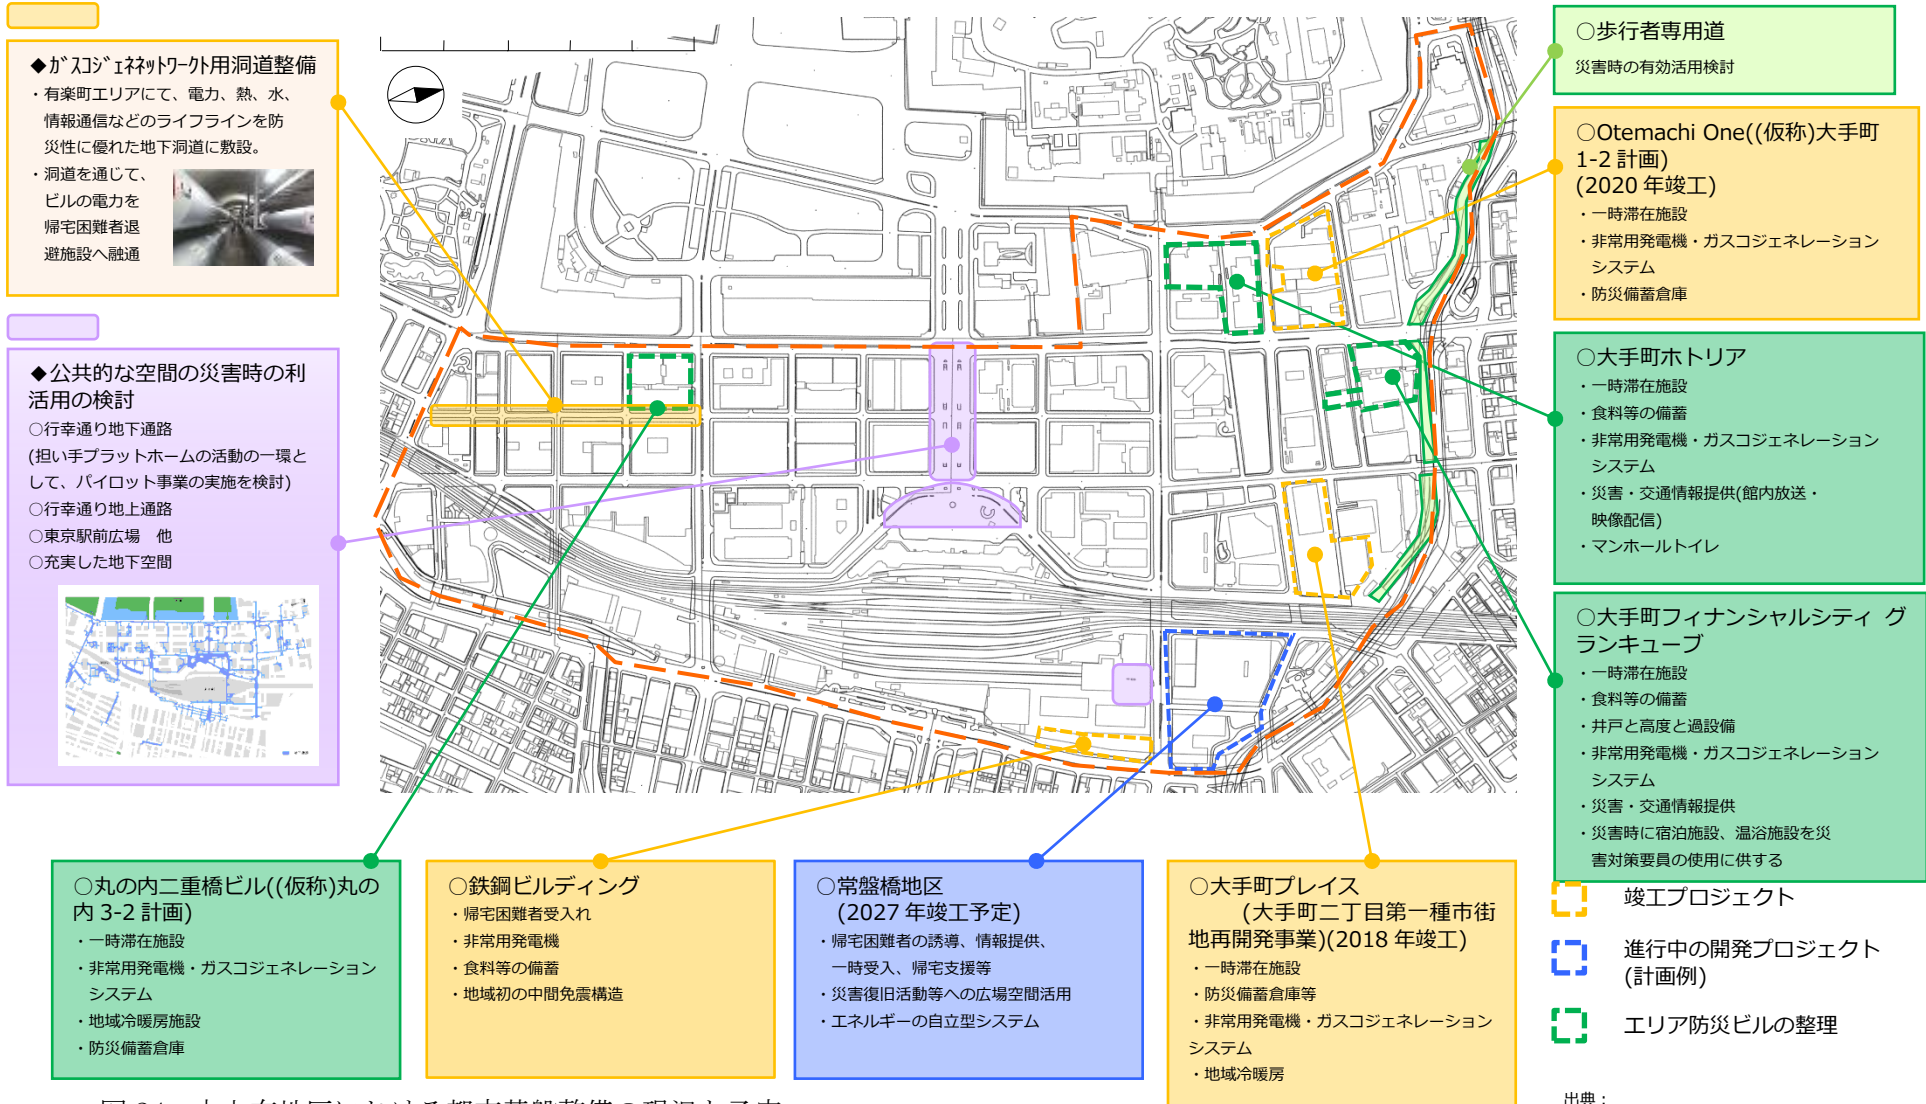 ◆ｶﾞｽｺｼﾞｪﾈﾈｯﾄﾜｰｸﾄ用洞道整備
・有楽町エリアにて、電力、熱、水、
情報通信などのライフラインを防
災性に優れた地下洞道に敷設。
・洞道を通じて、
ビルの電力を
帰宅困難者退
避施設へ融通
◆公共的な空間の災害時の利
活用の検討
○行幸通り地下通路
(担い手プラットホームの活動の一環と
して、パイロット事業の実施を検討)
○行幸通り地上通路
○東京駅前広場　他
○充実した地下空間
○歩行者専用道
災害時の有効活用検討
○Otemachi One((仮称)大手町
1-2 計画)
(2020 年竣工)
・一時滞在施設
・非常用発電機・ガスコジェネレーション
システム
・防災備蓄倉庫
○大手町ホトリア
・一時滞在施設
・食料等の備蓄
・非常用発電機・ガスコジェネレーション
システム
・災害・交通情報提供(館内放送・
映像配信)
・マンホールトイレ
○大手町フィナンシャルシティ グ
ランキューブ
・一時滞在施設
・食料等の備蓄
・井戸と高度と過設備
・非常用発電機・ガスコジェネレーション
システム
・災害・交通情報提供
・災害時に宿泊施設、温浴施設を災
害対策要員の使用に供する
○丸の内二重橋ビル((仮称)丸の
内 3-2 計画)
・一時滞在施設
・非常用発電機・ガスコジェネレーション
システム
・地域冷暖房施設
・防災備蓄倉庫
○鉄鋼ビルディング
・帰宅困難者受入れ
・非常用発電機
・食料等の備蓄
・地域初の中間免震構造
○常盤橋地区
(2027 年竣工予定)
・帰宅困難者の誘導、情報提供、
一時受入、帰宅支援等
・災害復旧活動等への広場空間活用
・エネルギーの自立型システム
○大手町プレイス
(大手町二丁目第一種市街
地再開発事業)(2018 年竣工)
・一時滞在施設
・防災備蓄倉庫等
・非常用発電機・ガスコジェネレーション
システム
・地域冷暖房
竣工プロジェクト
進行中の開発プロジェクト
(計画例)
エリア防災ビルの整理
出典：